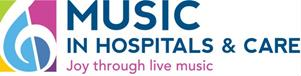 MUSIC
IN HOSPITALS & CARE
Joy through live music